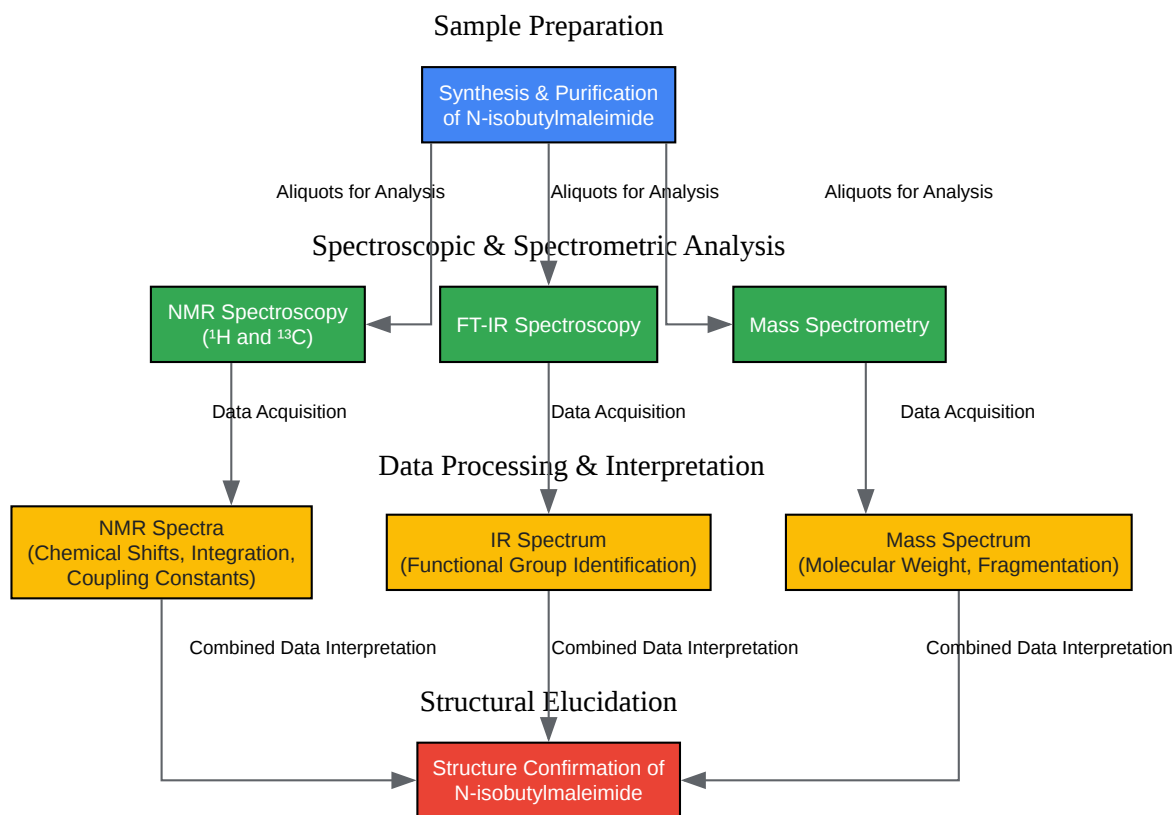 Sample Preparation
Synthesis & Purification
of N-isobutylmaleimide
Aliquots for Analysis
Aliquots for Analysis
Aliquots for Analysis
Spectroscopic & Spectrometric Analysis
NMR Spectroscopy
(¹H and ¹³C)
FT-IR Spectroscopy
Mass Spectrometry
Data Acquisition
Data Acquisition
Data Acquisition
Data Processing & Interpretation
NMR Spectra
(Chemical Shifts, Integration,
Coupling Constants)
IR Spectrum
(Functional Group Identification)
Mass Spectrum
(Molecular Weight, Fragmentation)
Combined Data Interpretation
Combined Data Interpretation
Combined Data Interpretation
Structural Elucidation
Structure Confirmation of
N-isobutylmaleimide